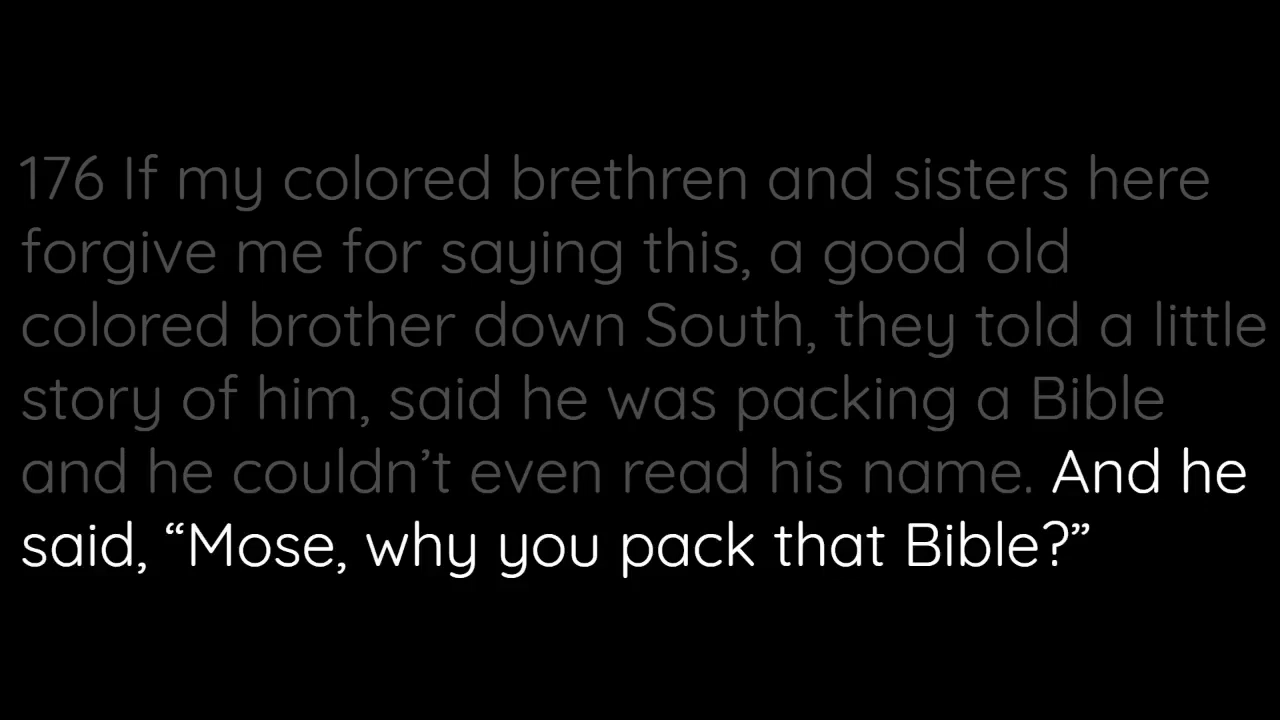 176 If my colored brethren and sisters here
forgive me for saying this, a good old
colored brother down South, they told a little
story of him, said he was packing a Bible
and he couldn’t even read his name. And he
said, “Mose, why you pack that Bible?”